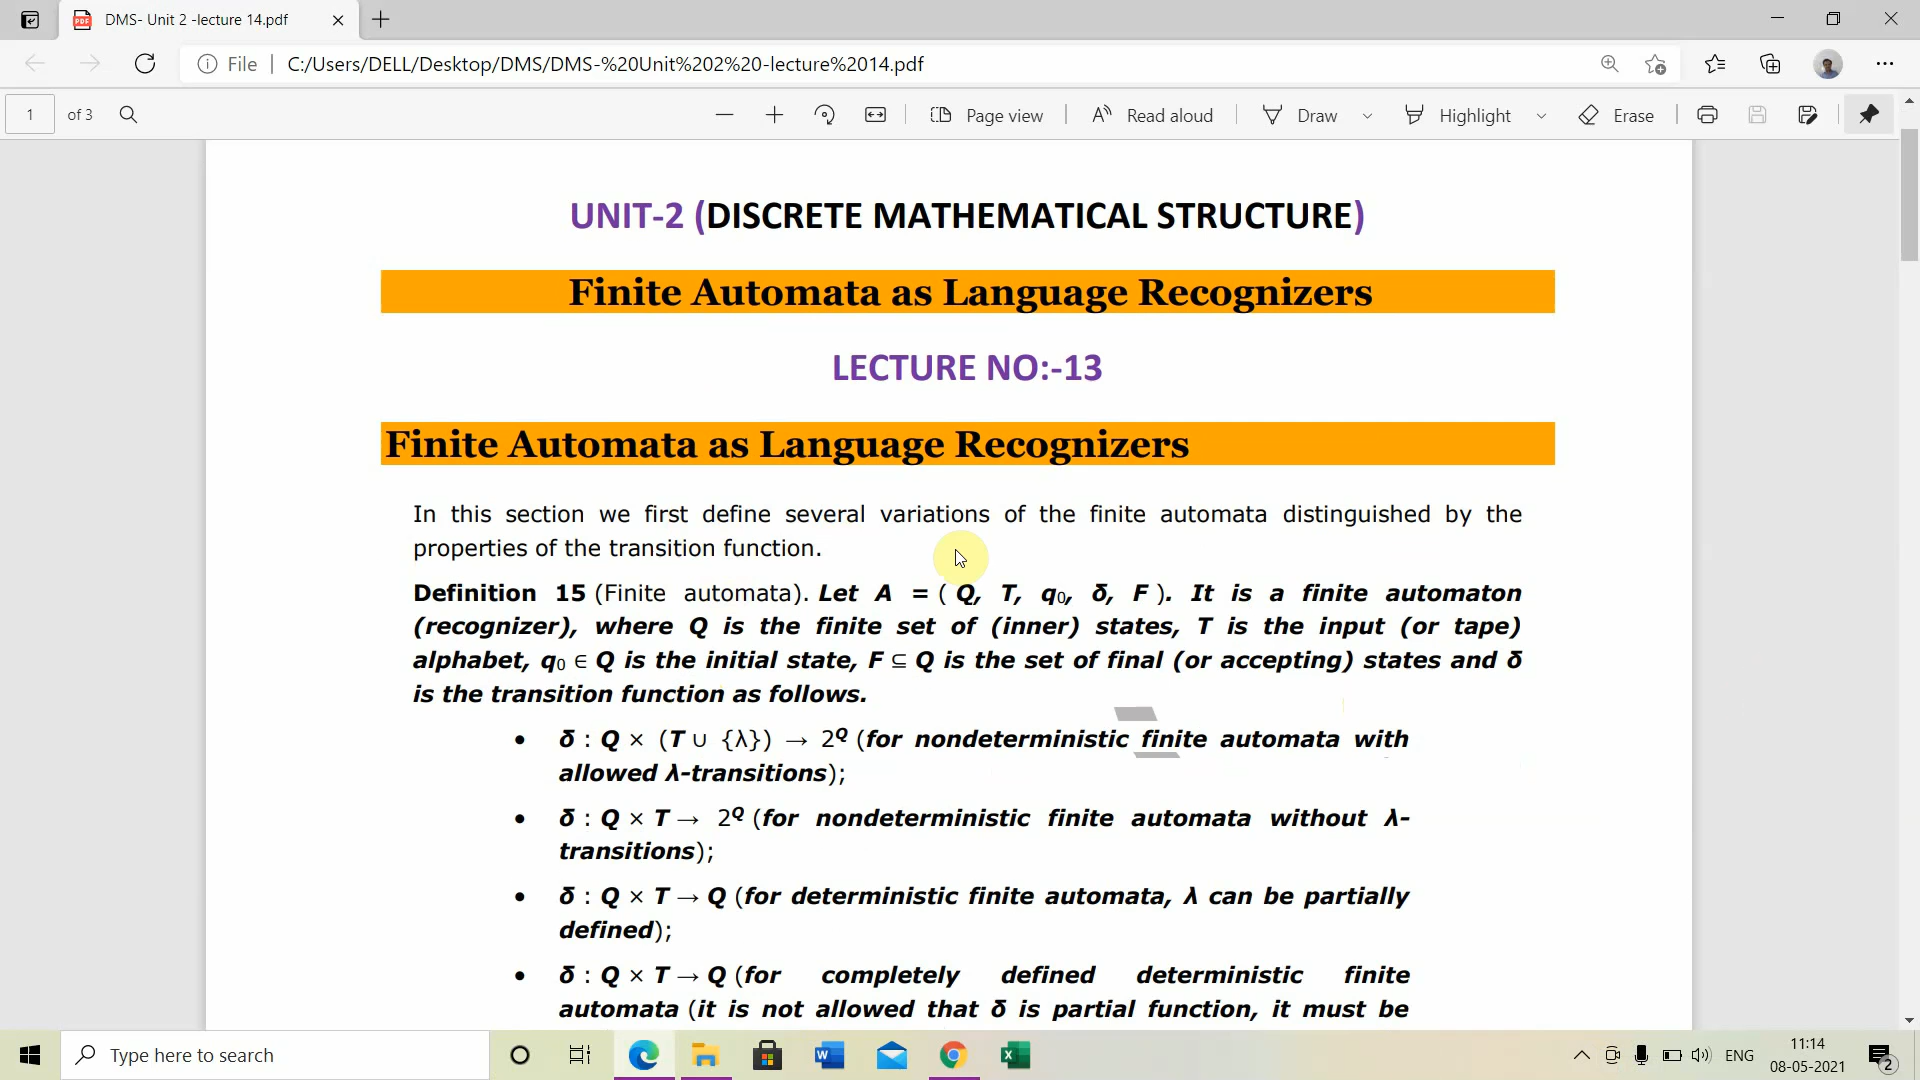 DMS- Unit 2 -lecture 14.pdf
File | C:/Users/DELL/Desktop/DMS/DMS-%20Unit%202%20-lecture%2014.pdf
1 of 3 Page view Read aloud Draw Highlight Erase
UNIT-2 (DISCRETE MATHEMATICAL STRUCTURE)
Finite Automata as Language Recognizers
LECTURE NO:-13
Finite Automata as Language Recognizers
In this section we first define several variations of the finite automata distinguished by the
properties of the transition function.
Definition 15 (Finite automata). Let A = ( Q, T, q0, δ, F ). It is a finite automaton
(recognizer), where Q is the finite set of (inner) states, T is the input (or tape)
alphabet, q0 ∈ Q is the initial state, F ⊆ Q is the set of final (or accepting) states and δ
is the transition function as follows.
• δ : Q × (T ∪ {λ}) → 2^Q (for nondeterministic finite automata with
allowed λ-transitions);
• δ : Q × T → 2^Q (for nondeterministic finite automata without λ-
transitions);
• δ : Q × T → Q (for deterministic finite automata, λ can be partially
defined);
• δ : Q × T → Q (for completely defined deterministic finite
automata (it is not allowed that δ is partial function, it must be
Type here to search
ENG
11:14
08-05-2021
2